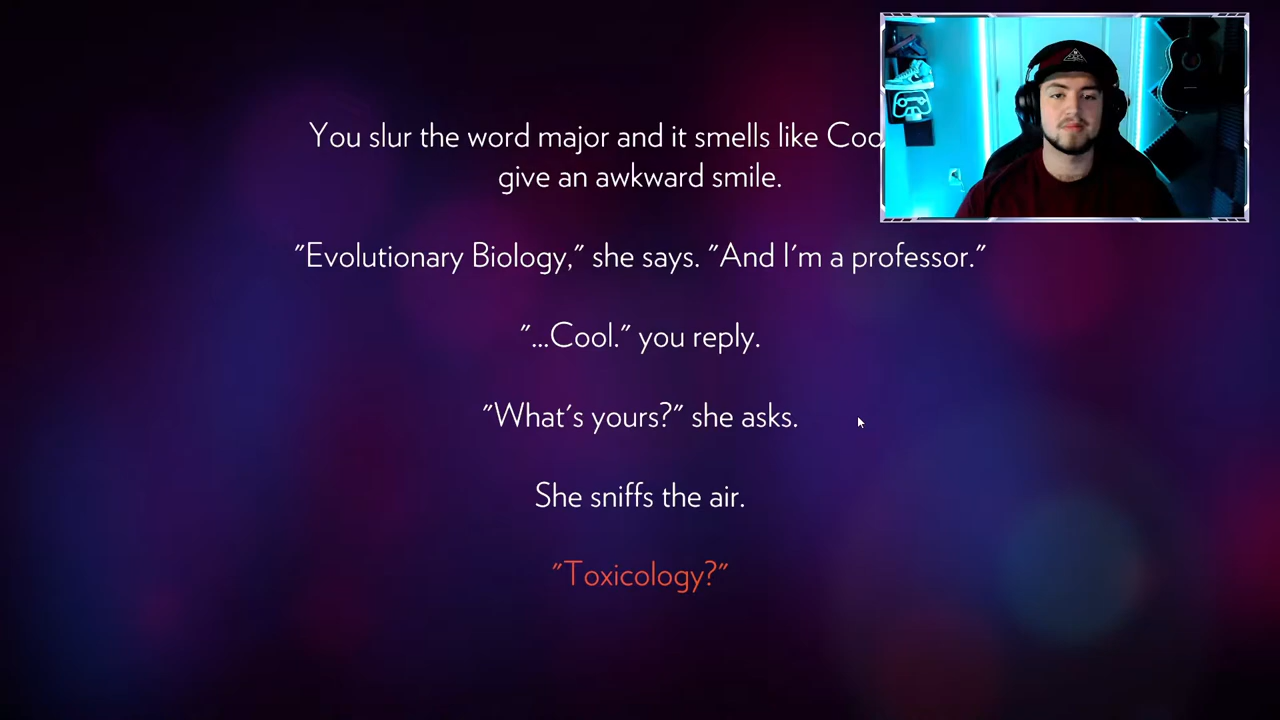 You slur the word major and it smells like
give an awkward smile.
"Evolutionary Biology," she says. "And I'm a professor."
"...Cool." you reply.
"What's yours?" she asks.
She sniffs the air.
"Toxicology?"